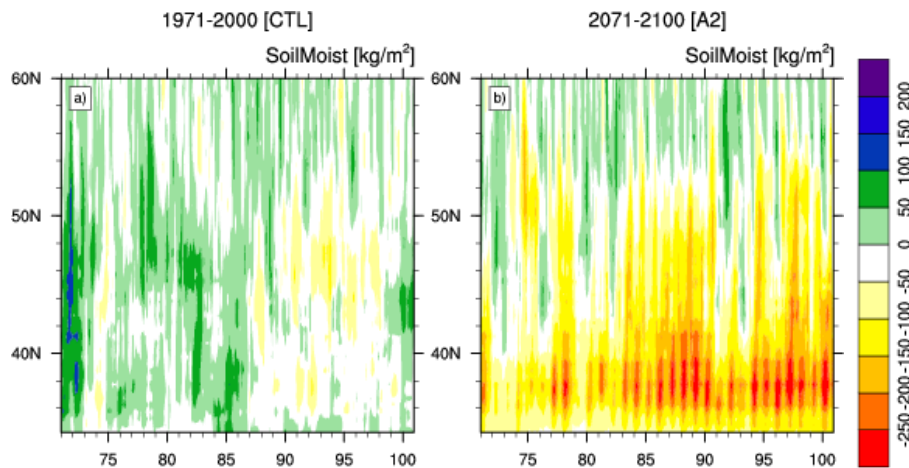 1971-2000 [CTL]
SoilMoist [kg/m²]
a)
60N
50N
40N
75 80 85 90 95 100
2071-2100 [A2]
SoilMoist [kg/m²]
b)
60N
50N
40N
75 80 85 90 95 100
200
150
100
50
0
-50
-100
-150
-200
-250